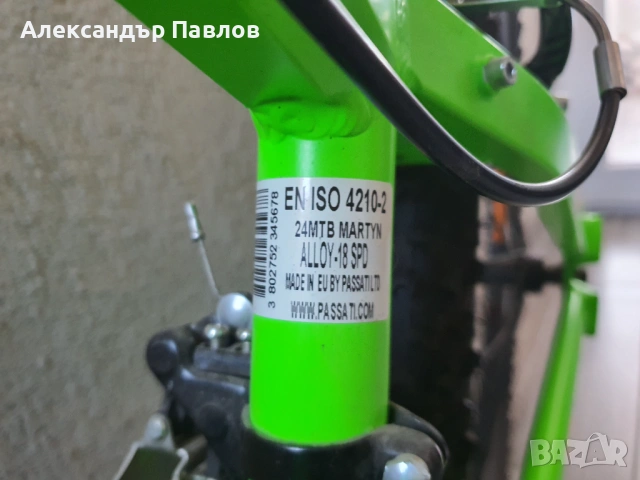 Александър Павлов
EN ISO 4210-2
24MTB MARTYN
ALLOY-18 SPD
MADE IN EU BY PASSATI LTD
WWW.PASSATI.COM
3 802752 345678
BAZAR